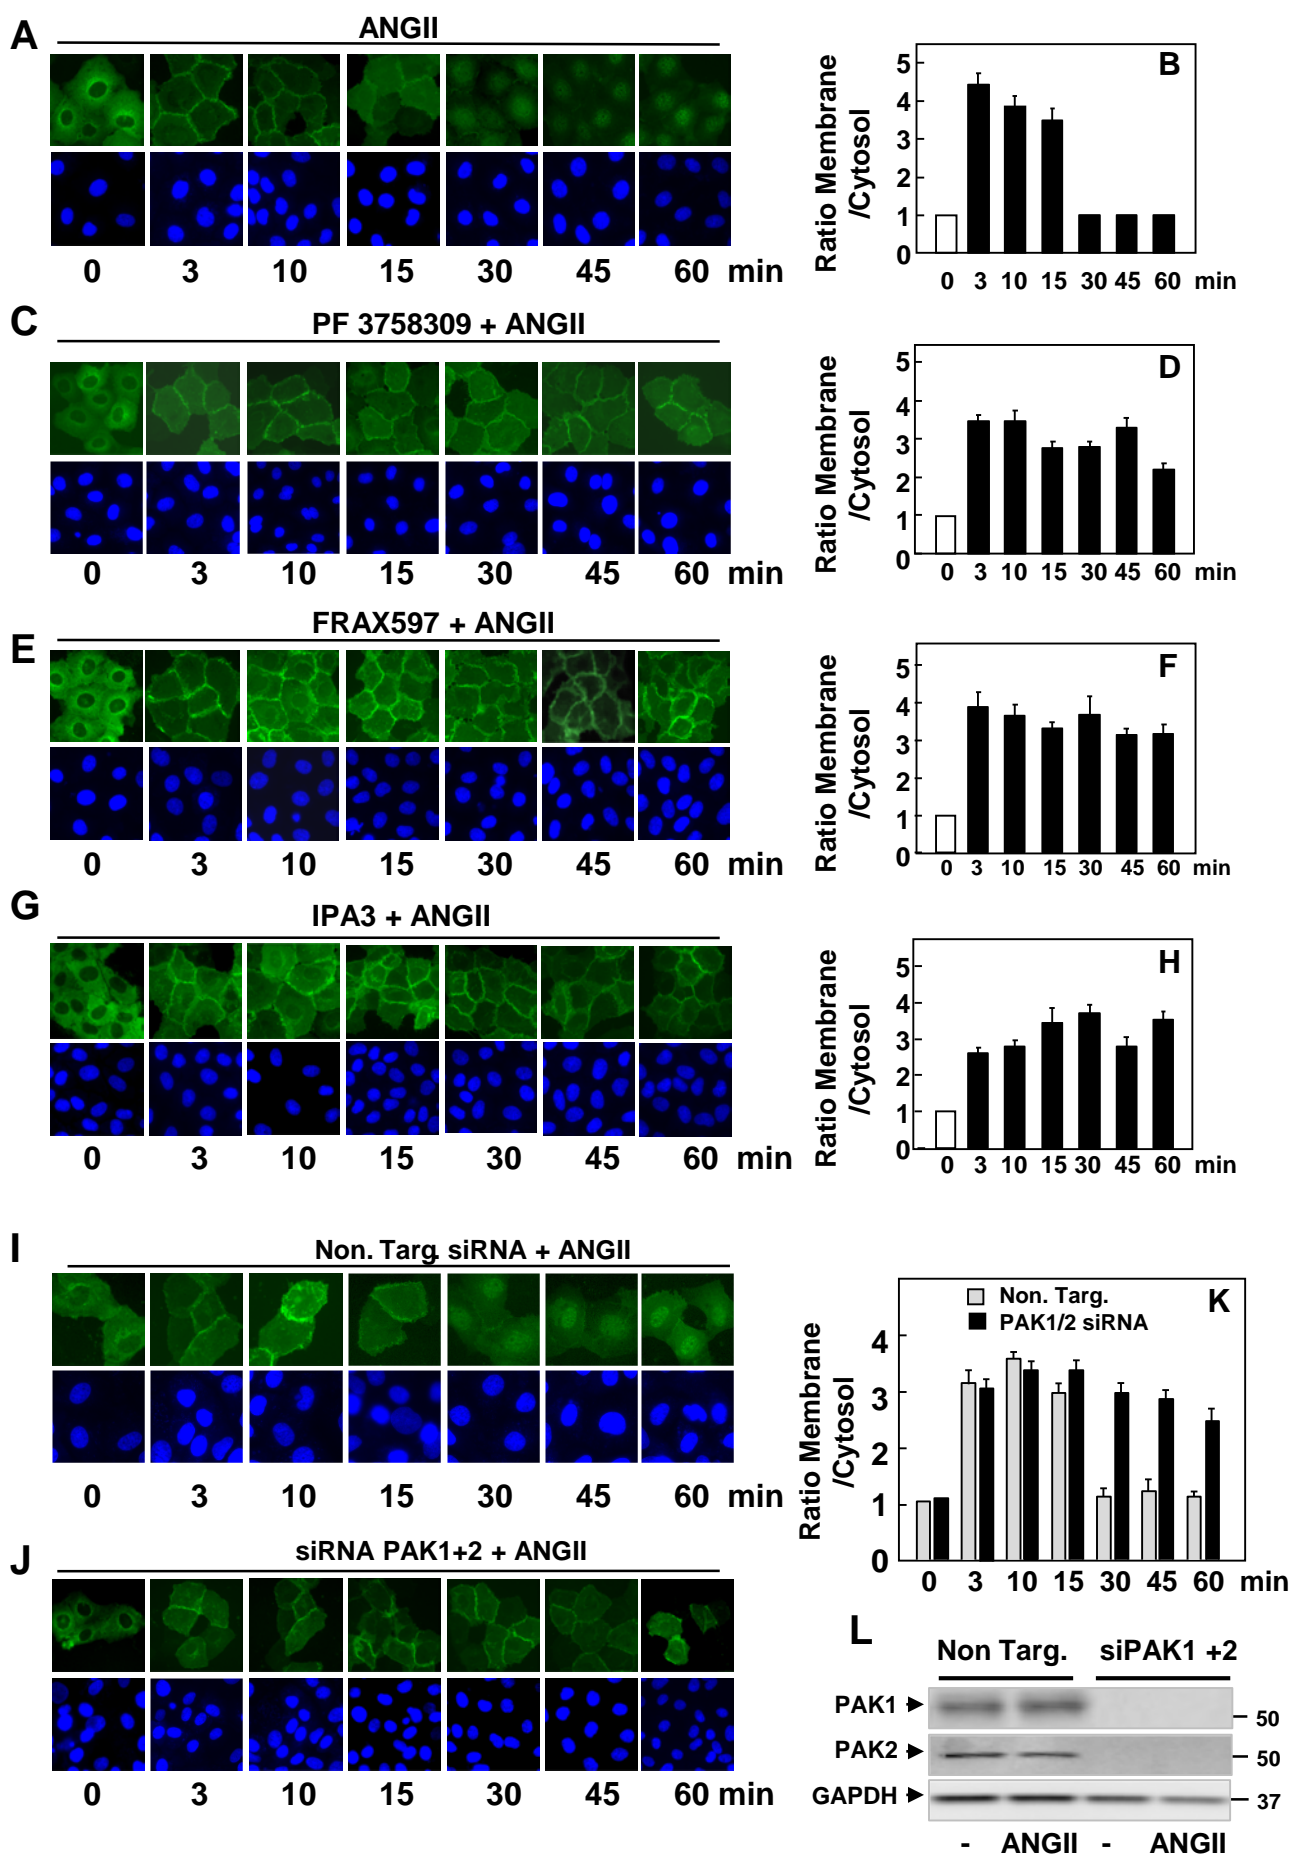 A
ANGII
0 3 10 15 30 45 60 min
B
Ratio Membrane
/Cytosol
5
4
3
2
1
0
0 3 10 15 30 45 60 min
C
PF 3758309 + ANGII
0 3 10 15 30 45 60 min
D
Ratio Membrane
/Cytosol
5
4
3
2
1
0
0 3 10 15 30 45 60 min
E
FRAX597 + ANGII
0 3 10 15 30 45 60 min
F
Ratio Membrane
/Cytosol
5
4
3
2
1
0
0 3 10 15 30 45 60 min
G
IPA3 + ANGII
0 3 10 15 30 45 60 min
H
Ratio Membrane
/Cytosol
5
4
3
2
1
0
0 3 10 15 30 45 60 min
I
Non. Targ. siRNA + ANGII
0 3 10 15 30 45 60 min
J
siRNA PAK1+2 + ANGII
0 3 10 15 30 45 60 min
K
Non. Targ.
PAK1/2 siRNA
Ratio Membrane
/Cytosol
4
3
2
1
0
0 3 10 15 30 45 60 min
L
Non Targ. siPAK1 +2
PAK1 50
PAK2 50
GAPDH 37
- ANGII - ANGII